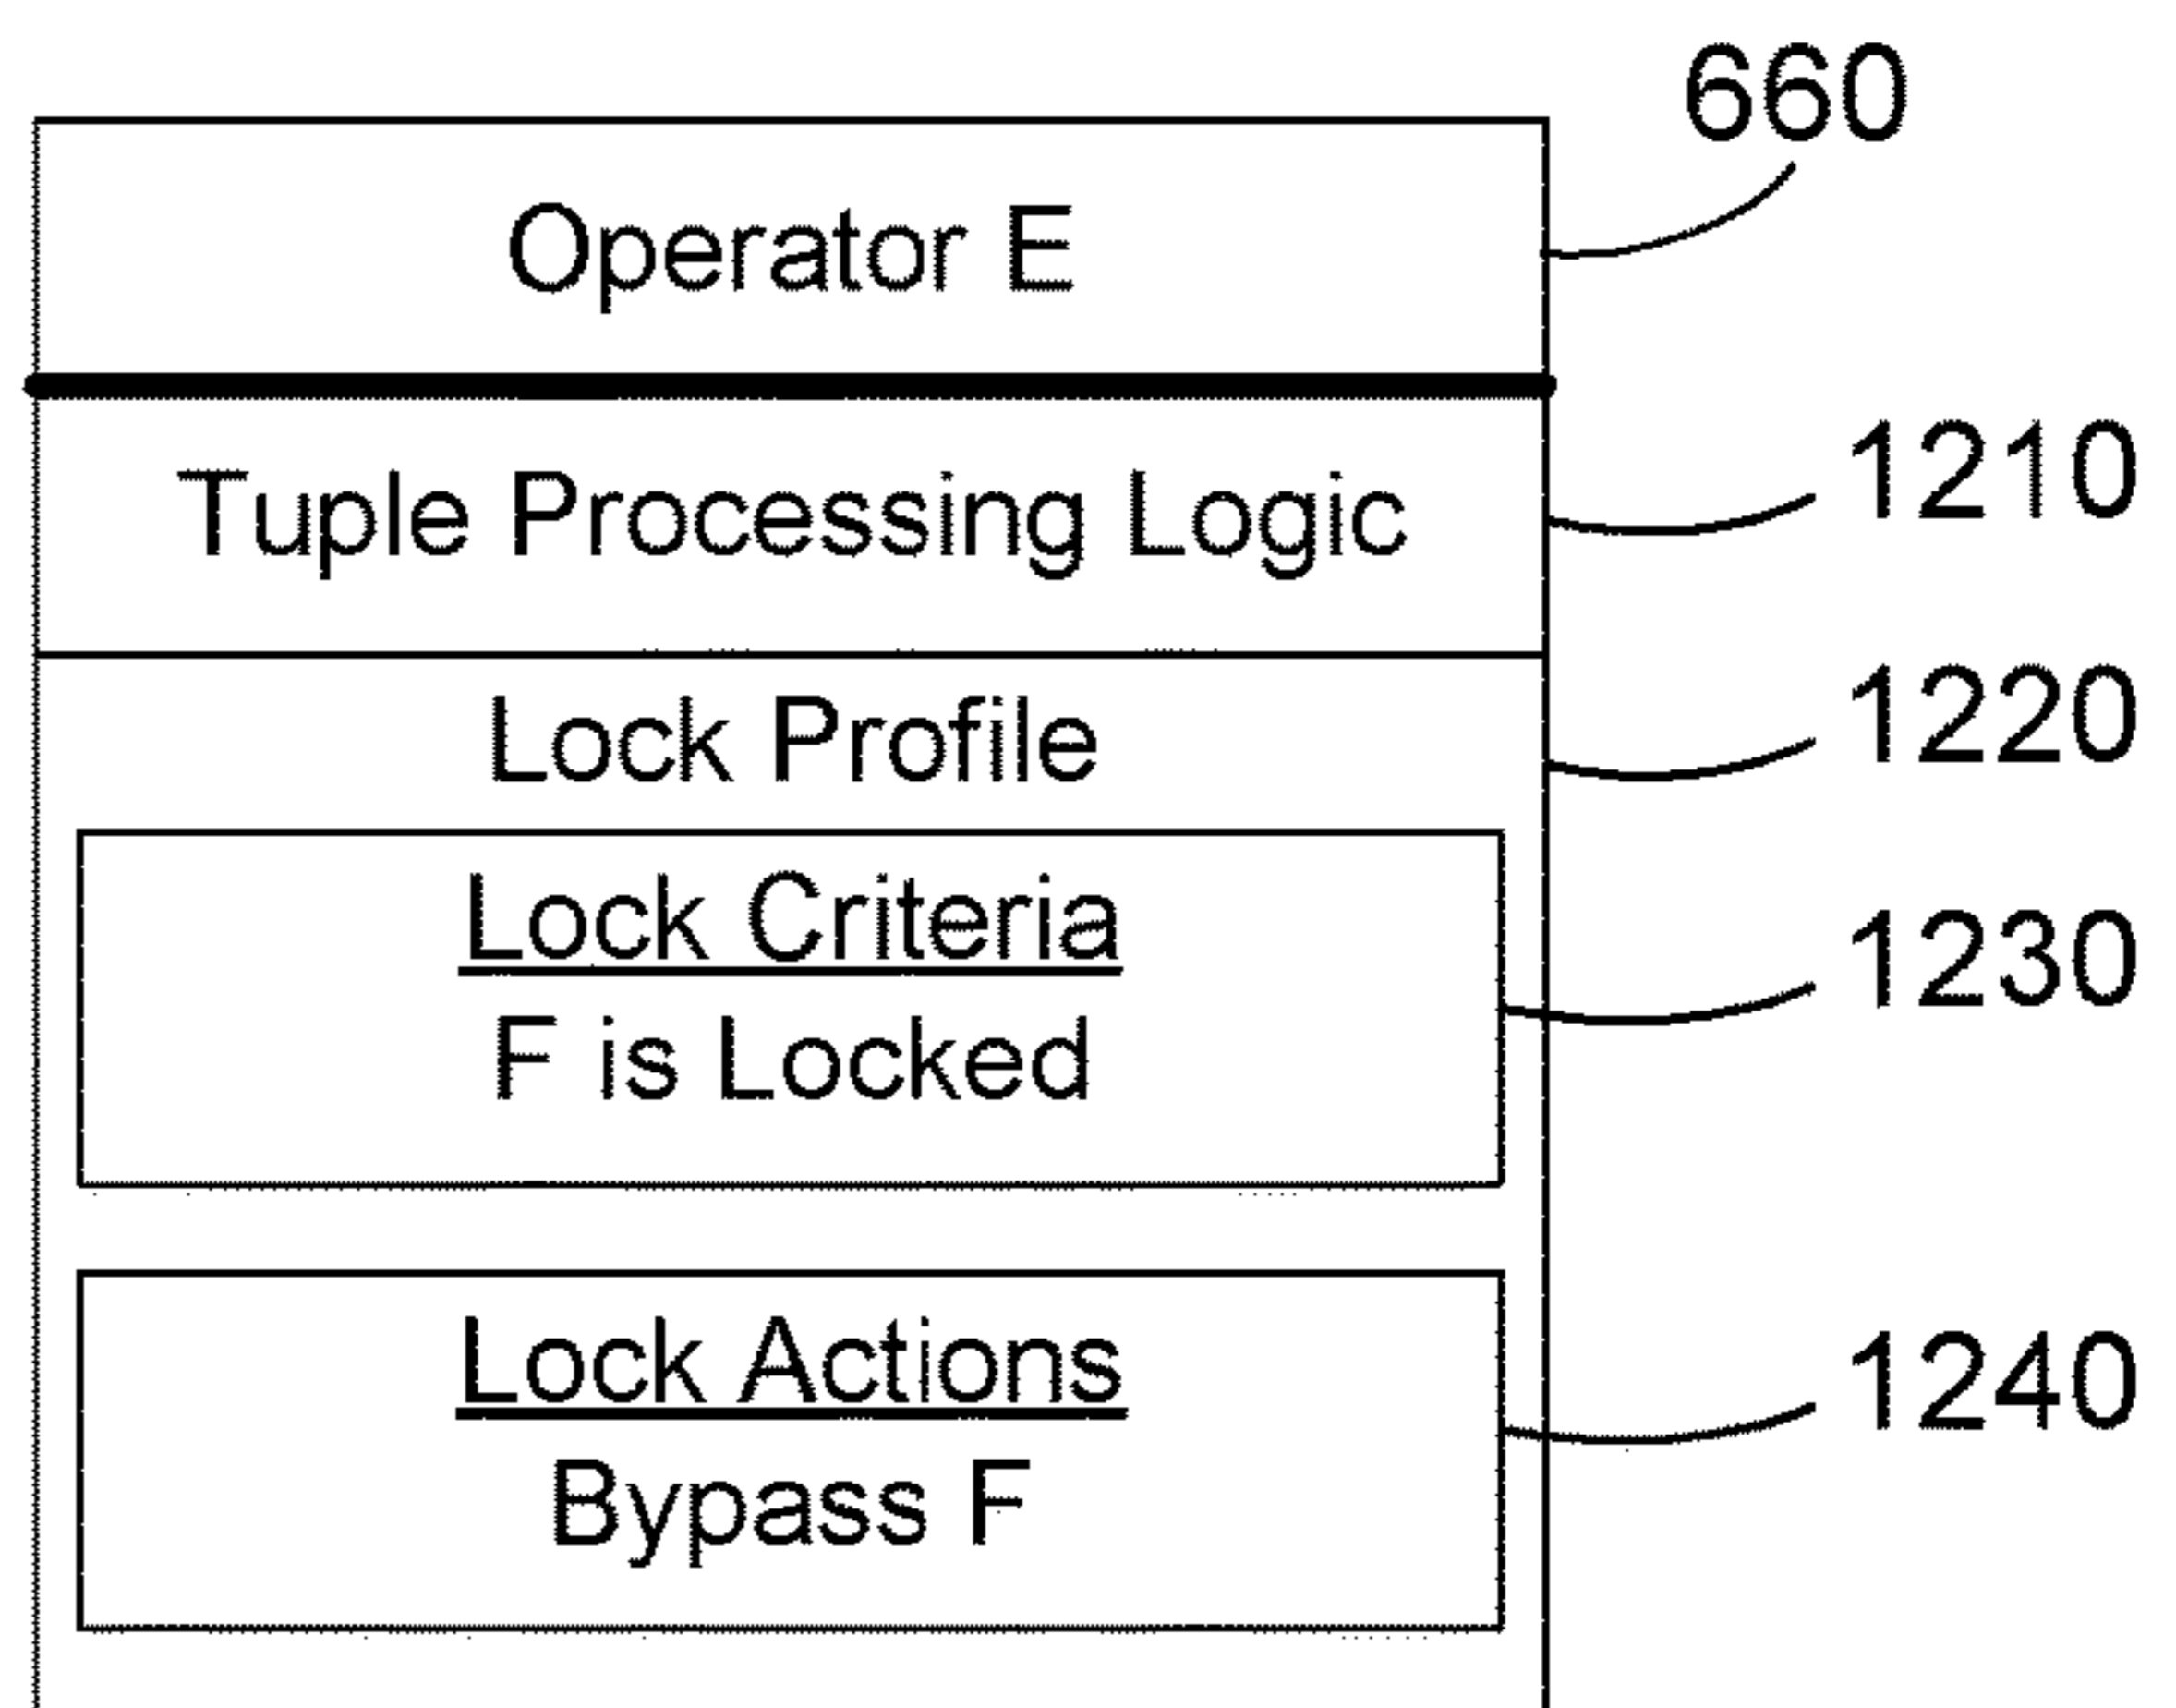 660
Operator E
1210
Tuple Processing Logic
1220
Lock Profile
1230
Lock Criteria
F is Locked
1240
Lock Actions
Bypass F